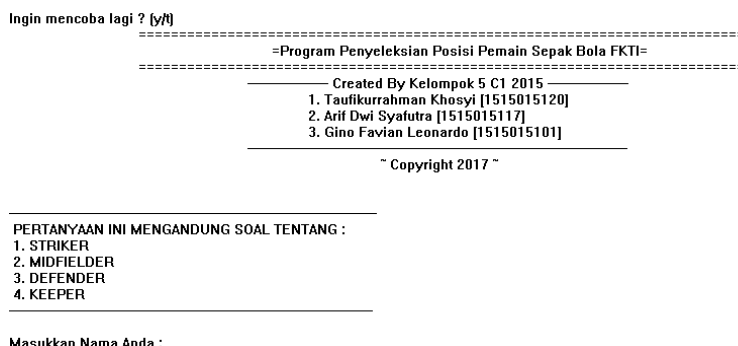 Ingin mencoba lagi ? (y/t)
================================================================
=Program Penyeleksian Posisi Pemain Sepak Bola FKTI=
================================================================
———————— Created By Kelompok 5 C1 2015 ————————
1. Taufikurrahman Khosyi [1515015120]
2. Arif Dwi Syafutra [1515015117]
3. Gino Favian Leonardo [1515015101]
~ Copyright 2017 ~
PERTANYAAN INI MENGANDUNG SOAL TENTANG :
1. STRIKER
2. MIDFIELDER
3. DEFENDER
4. KEEPER
Masukkan Nama Anda :